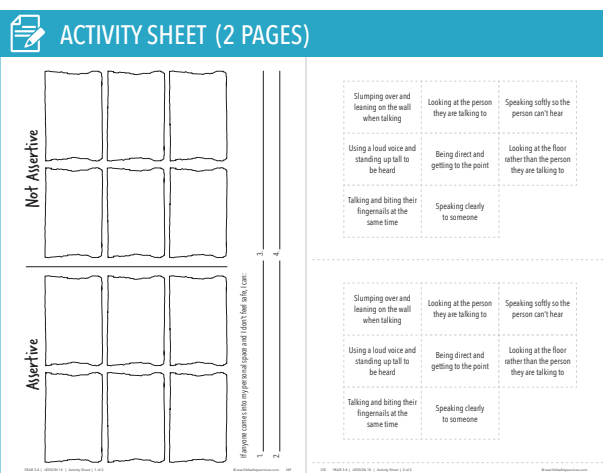 ACTIVITY SHEET (2 PAGES)
Not Assertive
Assertive
If anyone comes into my personal space and I don't feel safe, I can:
1.
2.
3.
4.
Slumping over and
leaning on the wall
when talking
Looking at the person
they are talking to
Speaking softly so the
person can't hear
Using a loud voice and
standing up tall to
be heard
Being direct and
getting to the point
Looking at the floor
rather than the person
they are talking to
Talking and biting their
fingernails at the
same time
Speaking clearly
to someone
Slumping over and
leaning on the wall
when talking
Looking at the person
they are talking to
Speaking softly so the
person can't hear
Using a loud voice and
standing up tall to
be heard
Being direct and
getting to the point
Looking at the floor
rather than the person
they are talking to
Talking and biting their
fingernails at the
same time
Speaking clearly
to someone